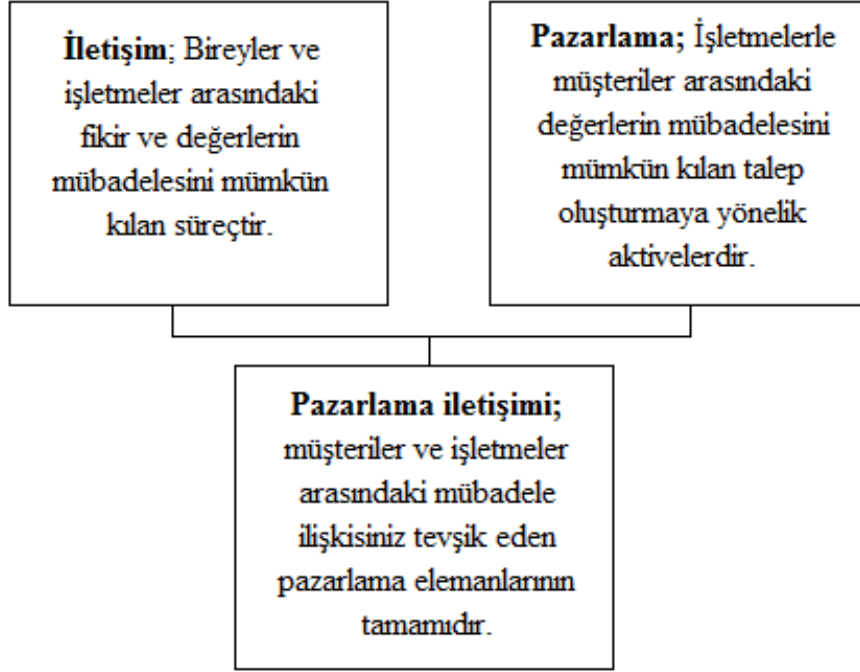 İletişim; Bireyler ve
işletmeler arasındaki
fikir ve değerlerin
mübadelesini mümkün
kılan süreçtir.
Pazarlama; İşletmelerle
müşteriler arasındaki
değerlerin mübadelesini
mümkün kılan talep
oluşturmaya yönelik
aktivelerdir.
Pazarlama iletişimi;
müşteriler ve işletmeler
arasındaki mübadele
ilişkisiniz tevşik eden
pazarlama elemanlarının
tamamıdır.